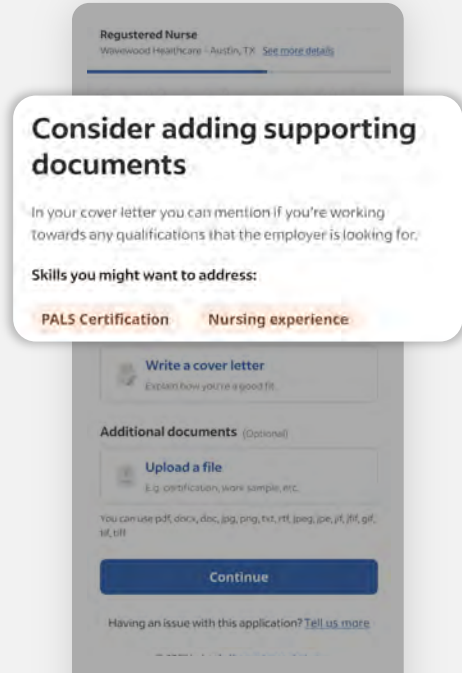 Regustered Nurse
Wavewood Healthcare - Austin, TX See more details
Consider adding supporting
documents
In your cover letter you can mention if you're working
towards any qualifications that the employer is looking for.
Skills you might want to address:
PALS Certification Nursing experience
Write a cover letter
Explain how you're a good fit.
Additional documents (Optional)
Upload a file
E.g. certification, work sample, etc.
You can use pdf, docx, doc, jpg, png, txt, rtf, jpeg, jpe, jif, jfif, gif,
tif, tiff
Continue
Having an issue with this application? Tell us more